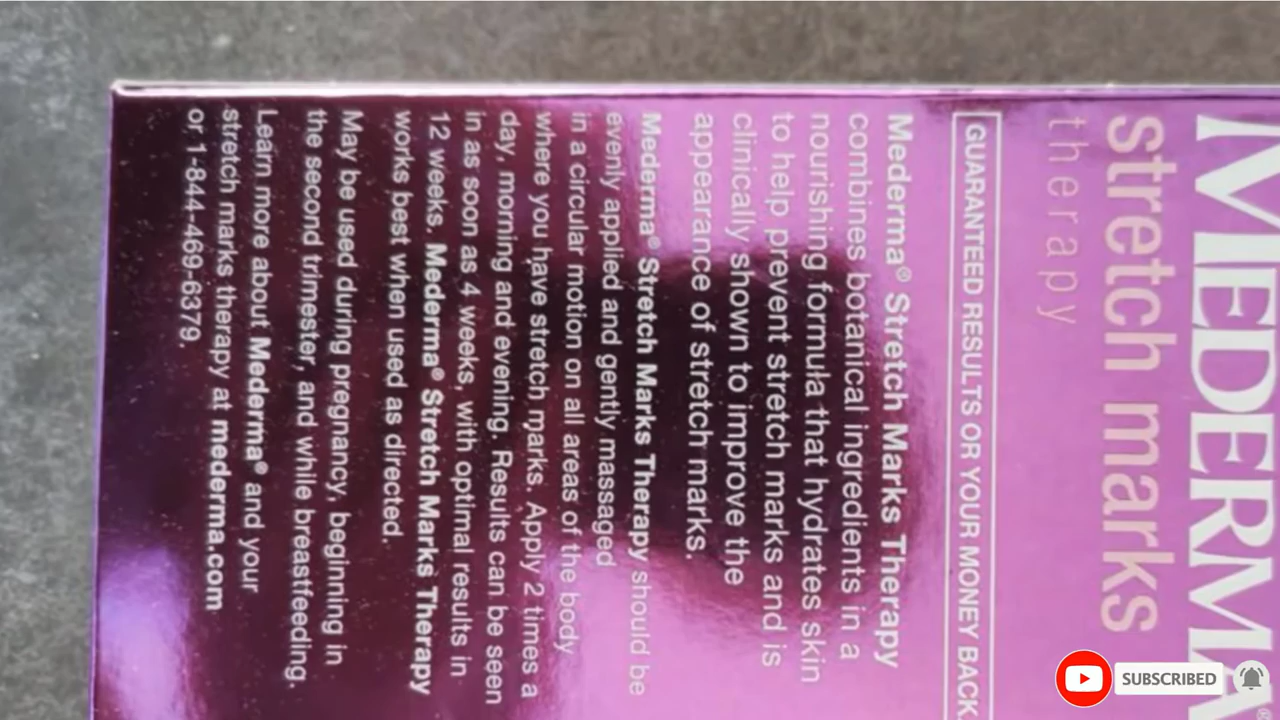 MEDERMA®
stretch marks
therapy
GUARANTEED RESULTS OR YOUR MONEY BACK.
Mederma® Stretch Marks Therapy
combines botanical ingredients in a
nourishing formula that hydrates skin
to help prevent stretch marks and is
clinically shown to improve the
appearance of stretch marks.
Mederma® Stretch Marks Therapy should be
evenly applied and gently massaged
in a circular motion on all areas of the body
where you have stretch marks. Apply 2 times a
day, morning and evening. Results can be seen
in as soon as 4 weeks, with optimal results in
12 weeks. Mederma® Stretch Marks Therapy
works best when used as directed.
May be used during pregnancy, beginning in
the second trimester, and while breastfeeding.
Learn more about Mederma® and your
stretch marks therapy at mederma.com
or 1-844-469-6379.
SUBSCRIBED